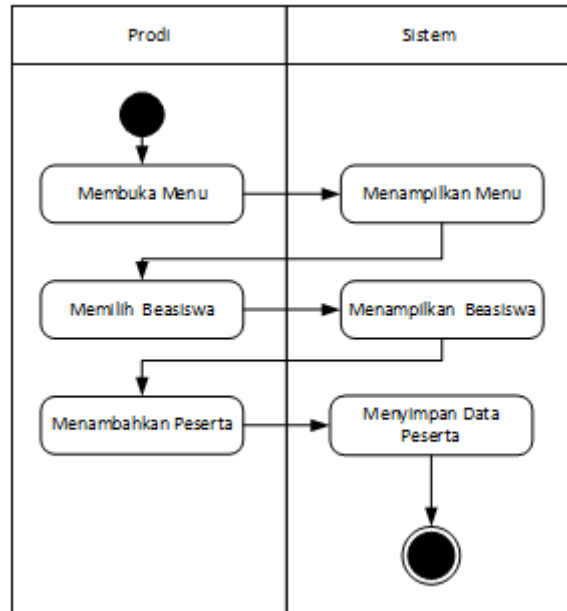 Prodi
Sistem
Membuka Menu
Menampilkan Menu
Memilih Beasiswa
Menampilkan Beasiswa
Menambahkan Peserta
Menyimpan Data
Peserta